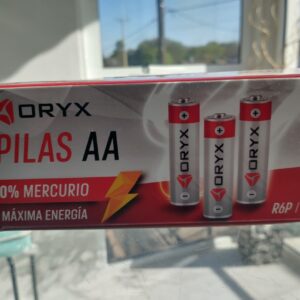 ORYX
PILAS AA
0% MERCURIO
MÁXIMA ENERGÍA
ORYX
ORYX
ORYX
R6P